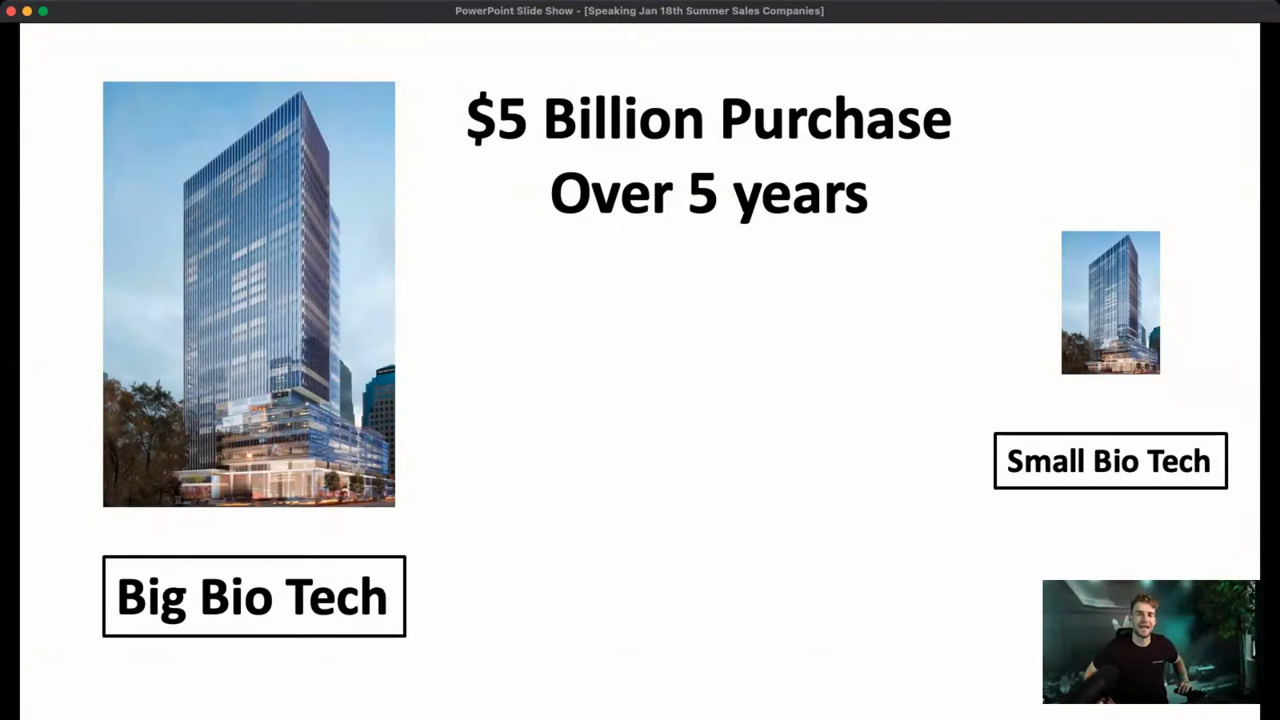 PowerPoint Slide Show - [Speaking Jan 18th Summer Sales Companies]
$5 Billion Purchase
Over 5 years
Small Bio Tech
Big Bio Tech